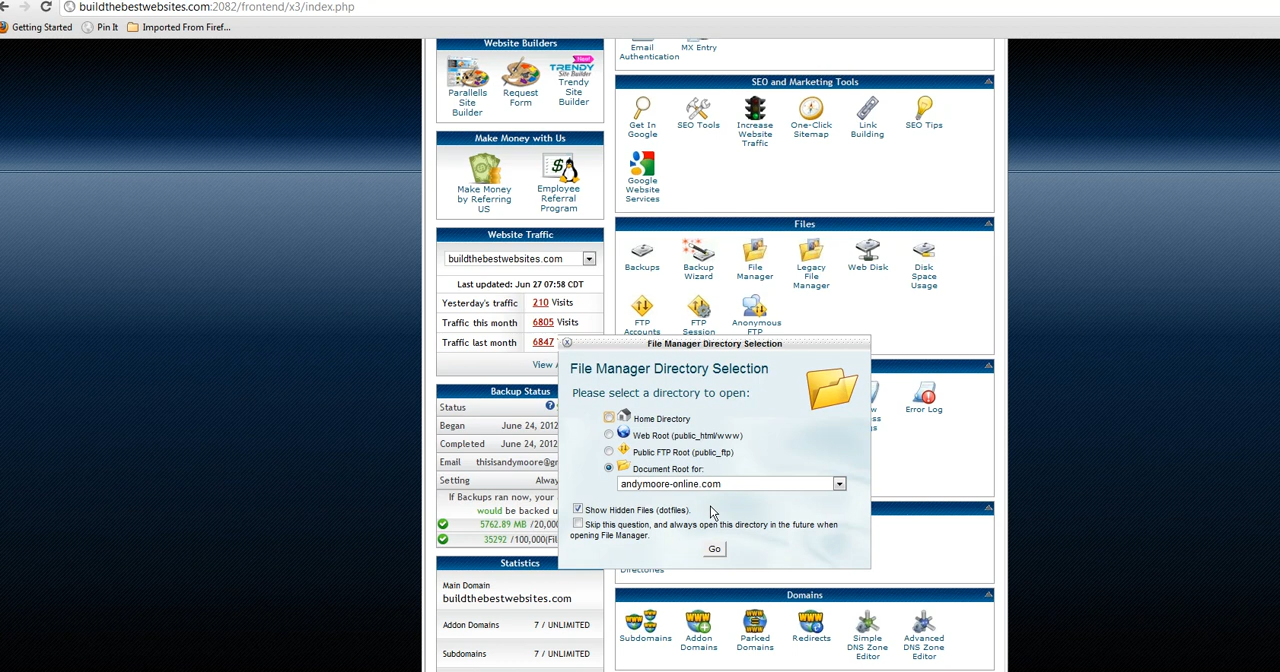 buildthebestwebsites.com:2082/frontend/x3/index.php
Getting Started
Pin It
Imported From Firef...
Website Builders
Parallels
Site
Builder
Request
Form
New!
TRENDY
Trendy
Site
Builder
Make Money with Us
Make Money
by Referring
US
Employee
Referral
Program
Website Traffic
buildthebestwebsites.com
Last updated: Jun 27 07:58 CDT
Yesterday's traffic 210 Visits
Traffic this month 6805 Visits
Traffic last month 6847
View
Backup Status
Status
Began June 24, 2012
Completed June 24, 2012
Email thisisandymoore@gr
Setting Alway
If Backups ran now, your
would be backed u
5762.89 MB /20,00
35292 /100,000(Fil
Statistics
Main Domain
buildthebestwebsites.com
Addon Domains 7 / UNLIMITED
Subdomains 7 / UNLIMITED
Email
Authentication
MX Entry
SEO and Marketing Tools
Get In
Google
SEO Tools
Increase
Website
Traffic
One-Click
Sitemap
Link
Building
SEO Tips
Google
Website
Services
Files
Backups
Backup
Wizard
File
Manager
Legacy
File
Manager
Web Disk
Disk
Space
Usage
FTP
Accounts
FTP
Session
Anonymous
FTP
Error Log
File Manager Directory Selection
File Manager Directory Selection
Please select a directory to open:
Home Directory
Web Root (public_html/www)
Public FTP Root (public_ftp)
Document Root for:
andymoore-online.com
Show Hidden Files (dotfiles).
Skip this question, and always open this directory in the future when
opening File Manager.
Go
Directories
Domains
Subdomains
Addon
Domains
Parked
Domains
Redirects
Simple
DNS Zone
Editor
Advanced
DNS Zone
Editor